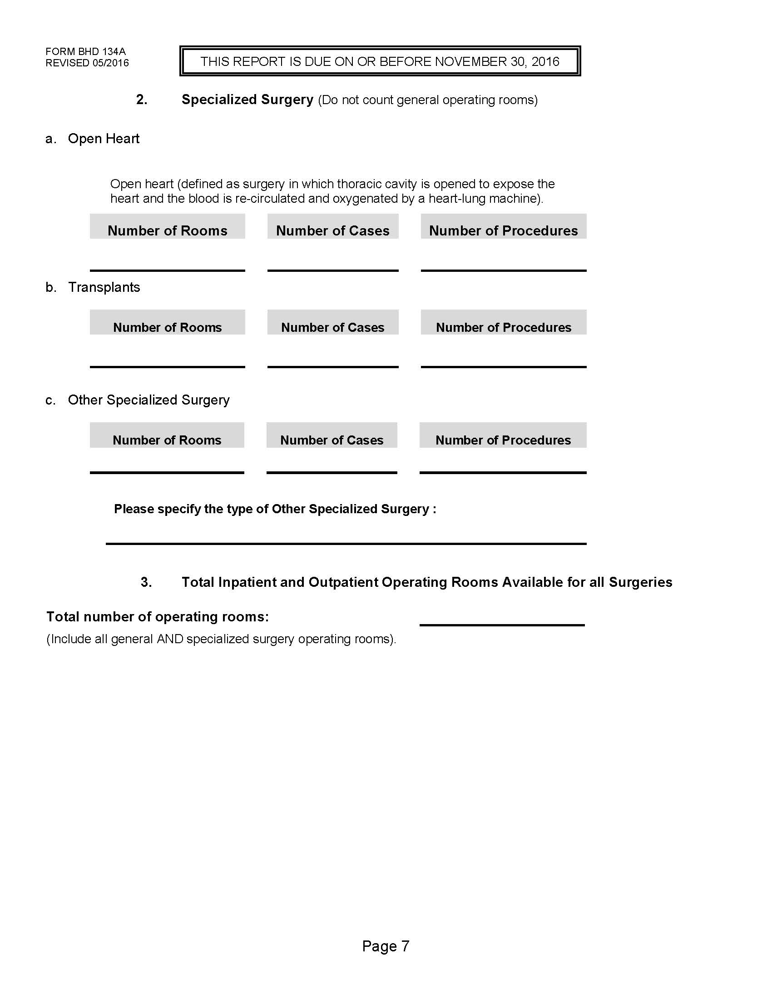 FORM BHD 134A
REVISED 05/2016
THIS REPORT IS DUE ON OR BEFORE NOVEMBER 30, 2016
2. Specialized Surgery (Do not count general operating rooms)
a. Open Heart
Open heart (defined as surgery in which thoracic cavity is opened to expose the
heart and the blood is re-circulated and oxygenated by a heart-lung machine).
Number of Rooms Number of Cases Number of Procedures
b. Transplants
Number of Rooms Number of Cases Number of Procedures
c. Other Specialized Surgery
Number of Rooms Number of Cases Number of Procedures
Please specify the type of Other Specialized Surgery :
3. Total Inpatient and Outpatient Operating Rooms Available for all Surgeries
Total number of operating rooms:
(Include all general AND specialized surgery operating rooms).
Page 7